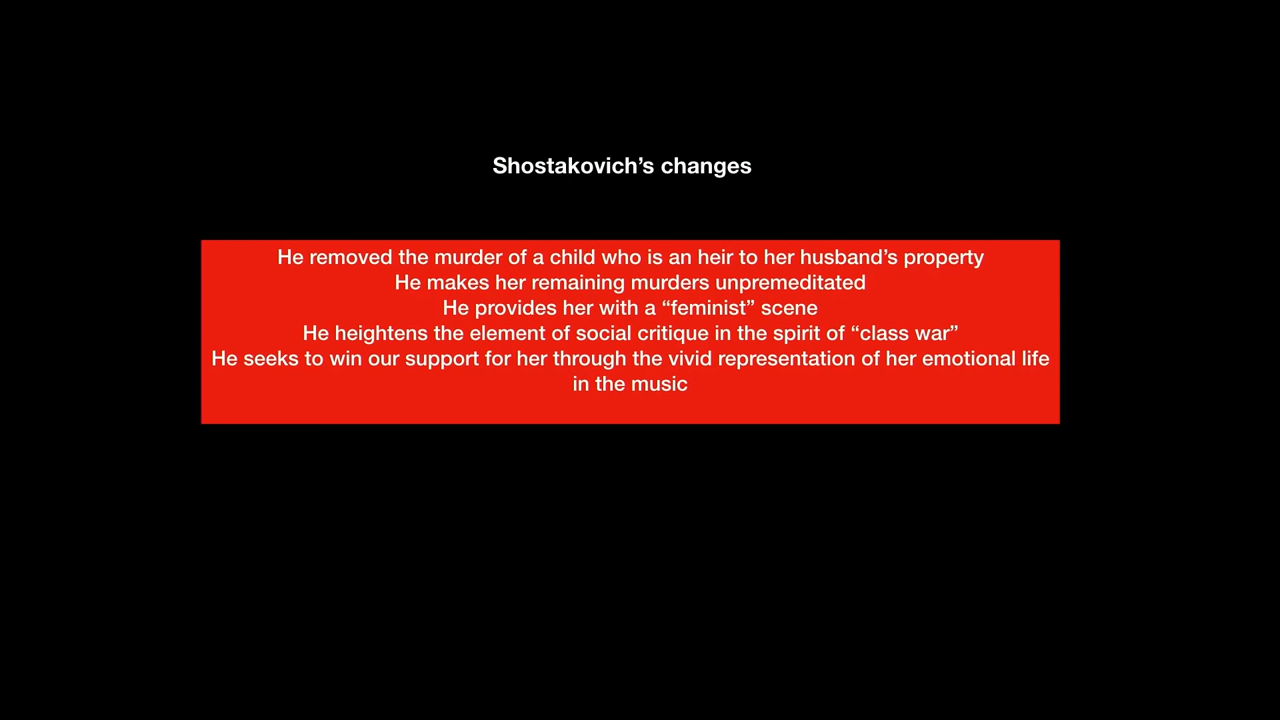 Shostakovich’s changes
He removed the murder of a child who is an heir to her husband’s property
He makes her remaining murders unpremeditated
He provides her with a “feminist” scene
He heightens the element of social critique in the spirit of “class war”
He seeks to win our support for her through the vivid representation of her emotional life
in the music